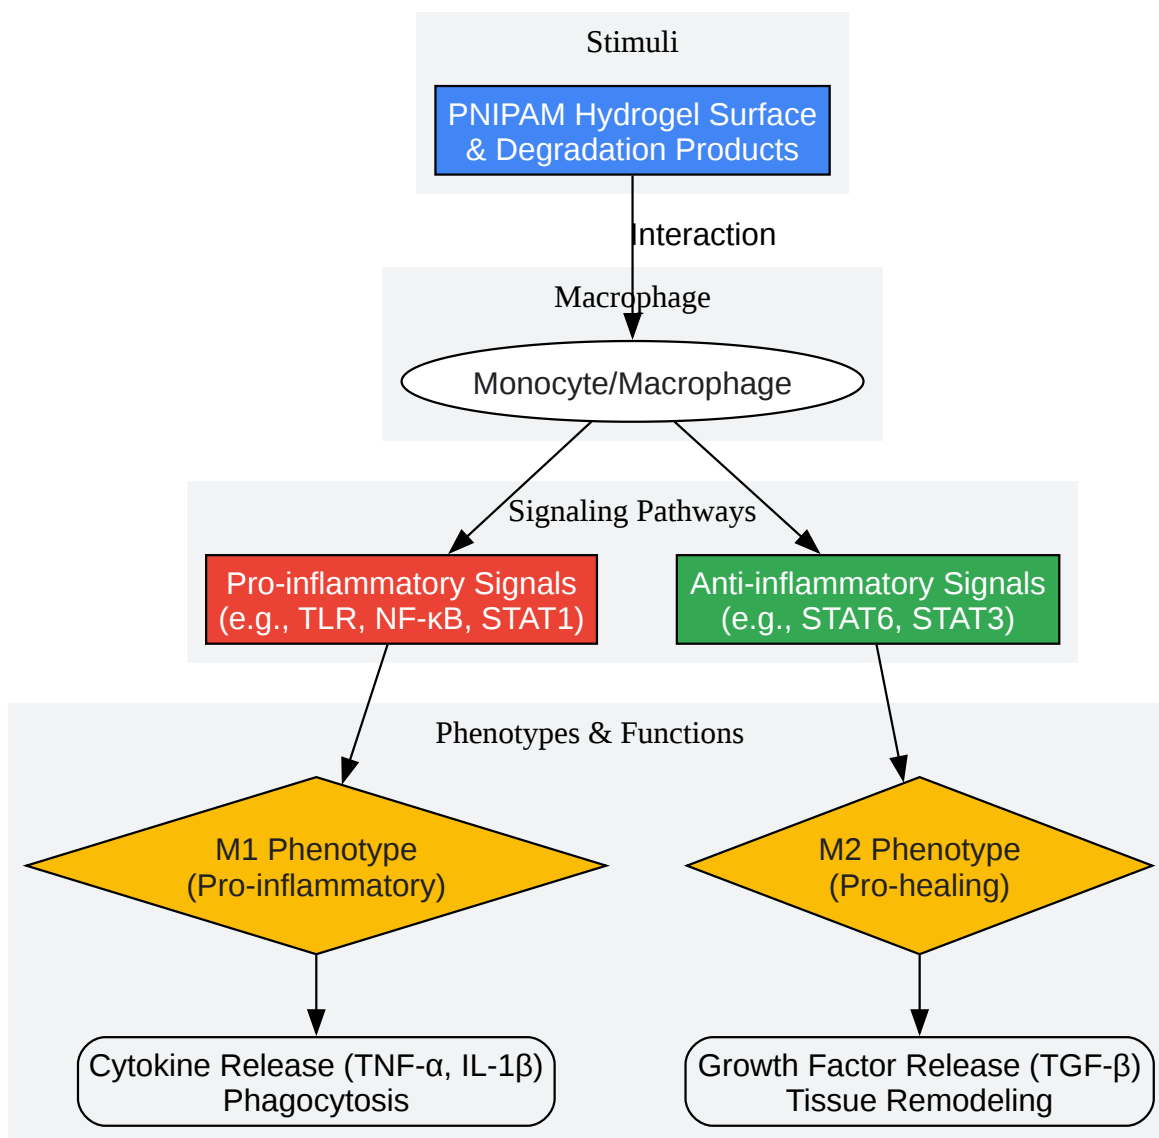 Stimuli
PNIPAM Hydrogel Surface
& Degradation Products
Interaction
Macrophage
Monocyte/Macrophage
Signaling Pathways
Pro-inflammatory Signals
(e.g., TLR, NF-κB, STAT1)
Anti-inflammatory Signals
(e.g., STAT6, STAT3)
Phenotypes & Functions
M1 Phenotype
(Pro-inflammatory)
M2 Phenotype
(Pro-healing)
Cytokine Release (TNF-α, IL-1β)
Phagocytosis
Growth Factor Release (TGF-β)
Tissue Remodeling